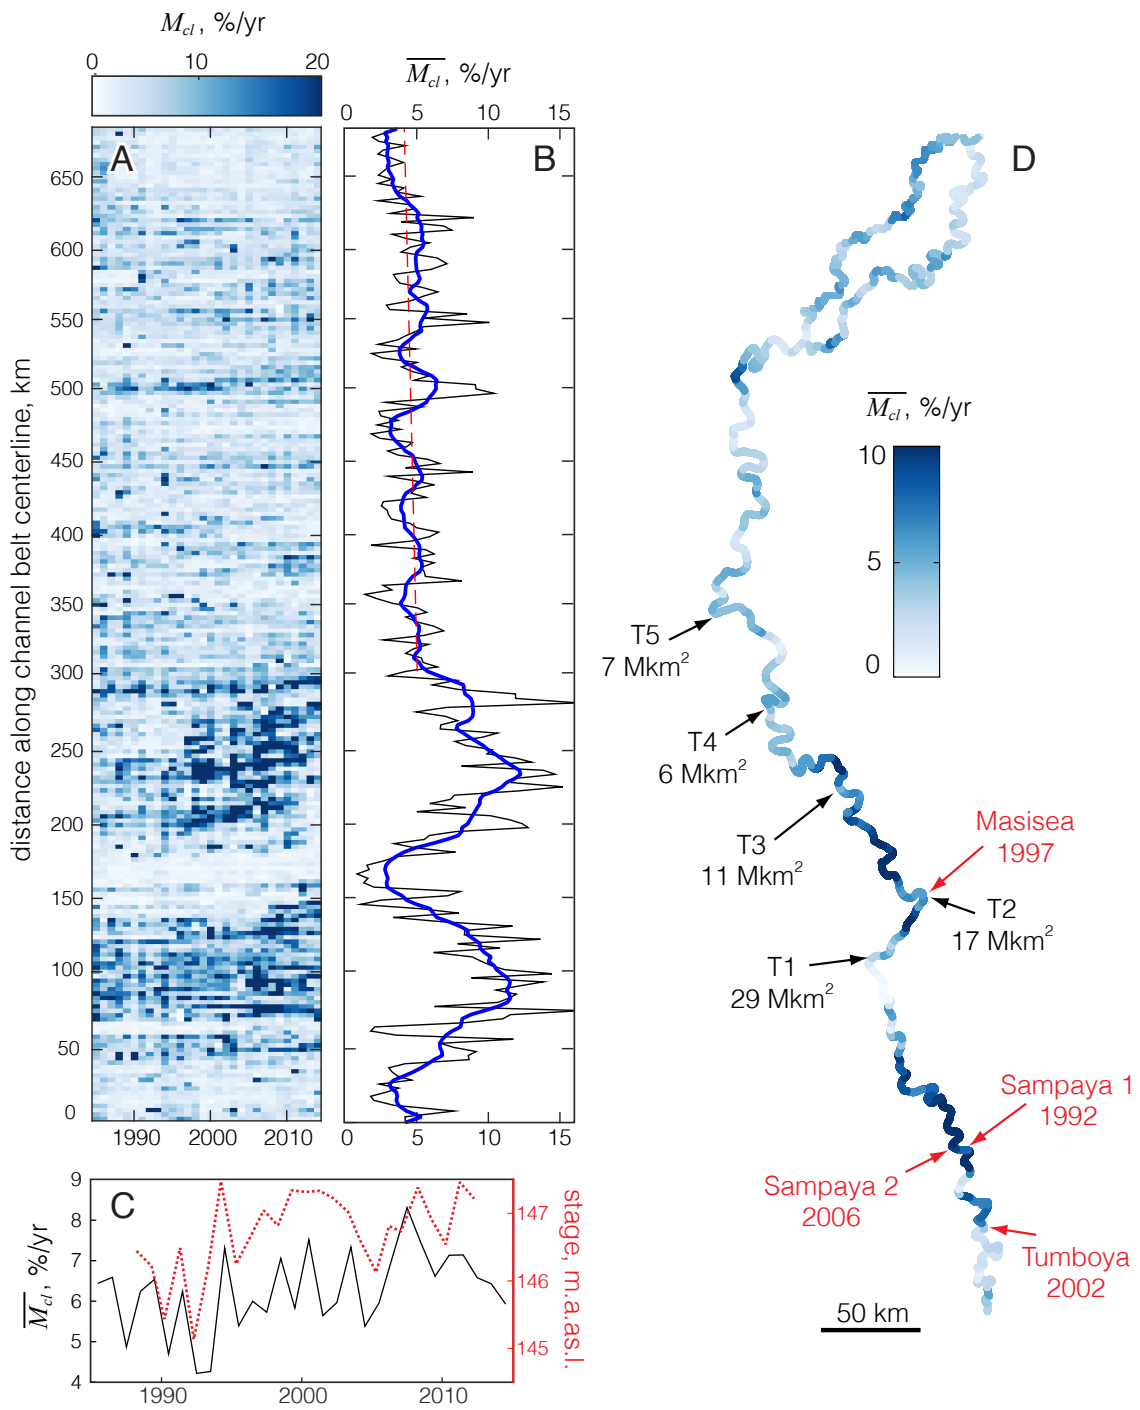 M_cl, %/yr
0 10 20
M_cl, %/yr
0 5 10 15
A
B
D
distance along channel belt centerline, km
650
600
550
500
450
400
350
300
250
200
150
100
50
0
1990 2000 2010
0 5 10 15
M_cl, %/yr
10
5
0
T5
7 Mkm²
T4
6 Mkm²
T3
11 Mkm²
Masisea
1997
T2
17 Mkm²
T1
29 Mkm²
Sampaya 1
1992
Sampaya 2
2006
Tumboya
2002
50 km
C
M_cl, %/yr
9
8
7
6
5
4
147
146
145
stage, m.a.as.l.
1990 2000 2010